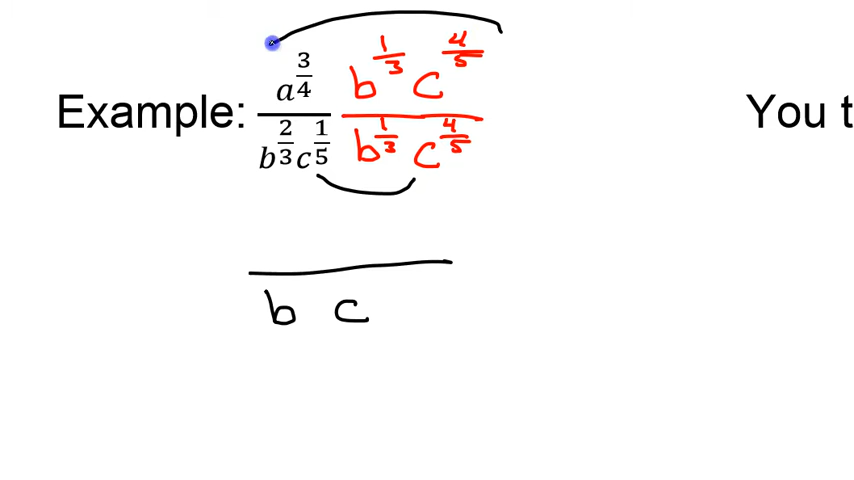 Example: a^{3/4} / b^{2/3}c^{1/5} b^{1/3} c^{4/5} / b^{1/3} c^{4/5}
You t
b c